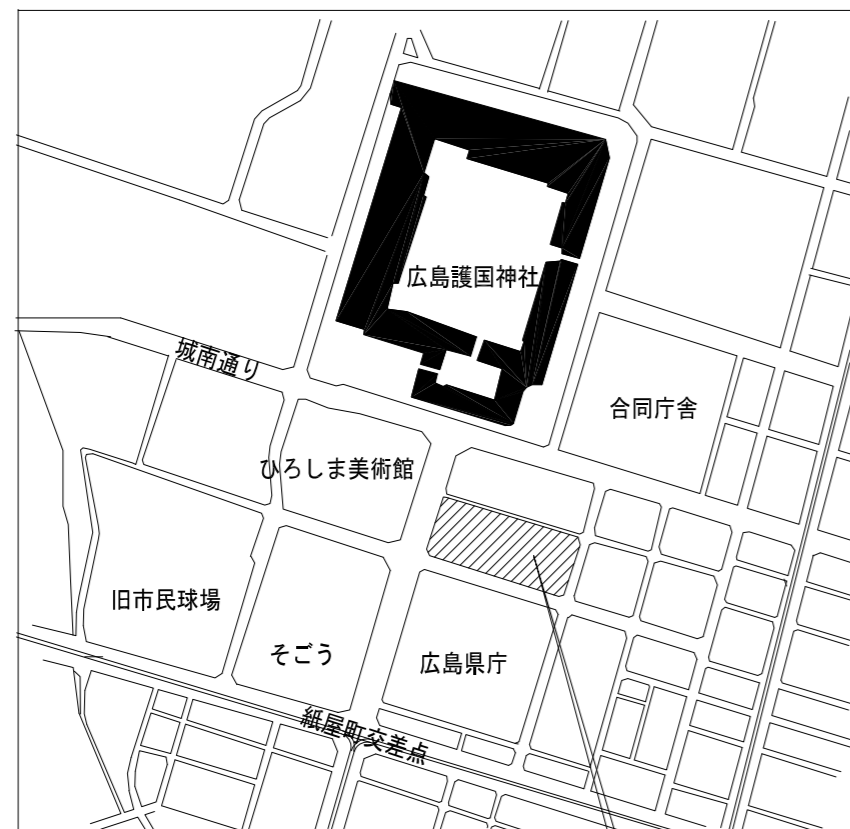 広島護国神社
城南通り
合同庁舎
ひろしま美術館
旧市民球場
そごう
広島県庁
紙屋町交差点